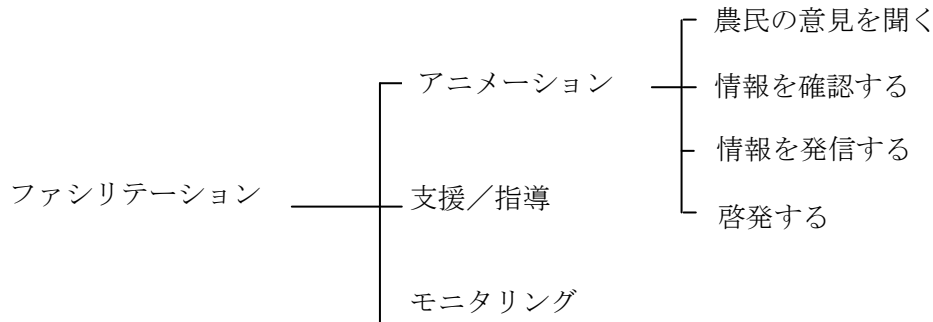 農民の意見を聞く
アニメーション
情報を確認する
情報を発信する
ファシリテーション
支援／指導
啓発する
モニタリング